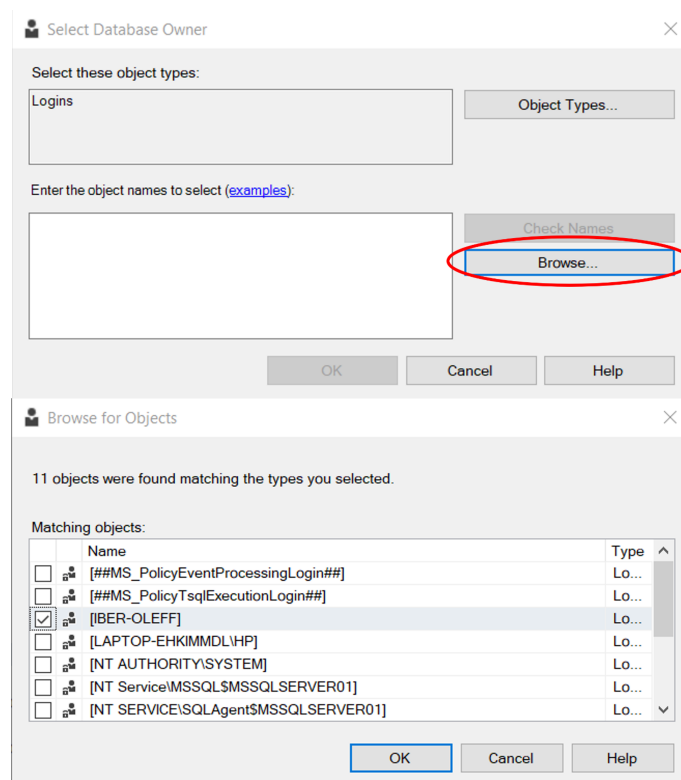 Select Database Owner
Select these object types:
Logins
Object Types...
Enter the object names to select (examples):
Check Names
Browse...
OK Cancel Help
Browse for Objects
11 objects were found matching the types you selected.
Matching objects:
Name Type
[##MS_PolicyEventProcessingLogin##] Lo...
[##MS_PolicyTsqlExecutionLogin##] Lo...
[IBER-OLEFF] Lo...
[LAPTOP-EHKIMMDL\HP] Lo...
[NT AUTHORITY\SYSTEM] Lo...
[NT Service\MSSQL$MSSQLSERVER01] Lo...
[NT SERVICE\SQLAgent$MSSQLSERVER01] Lo...
OK Cancel Help